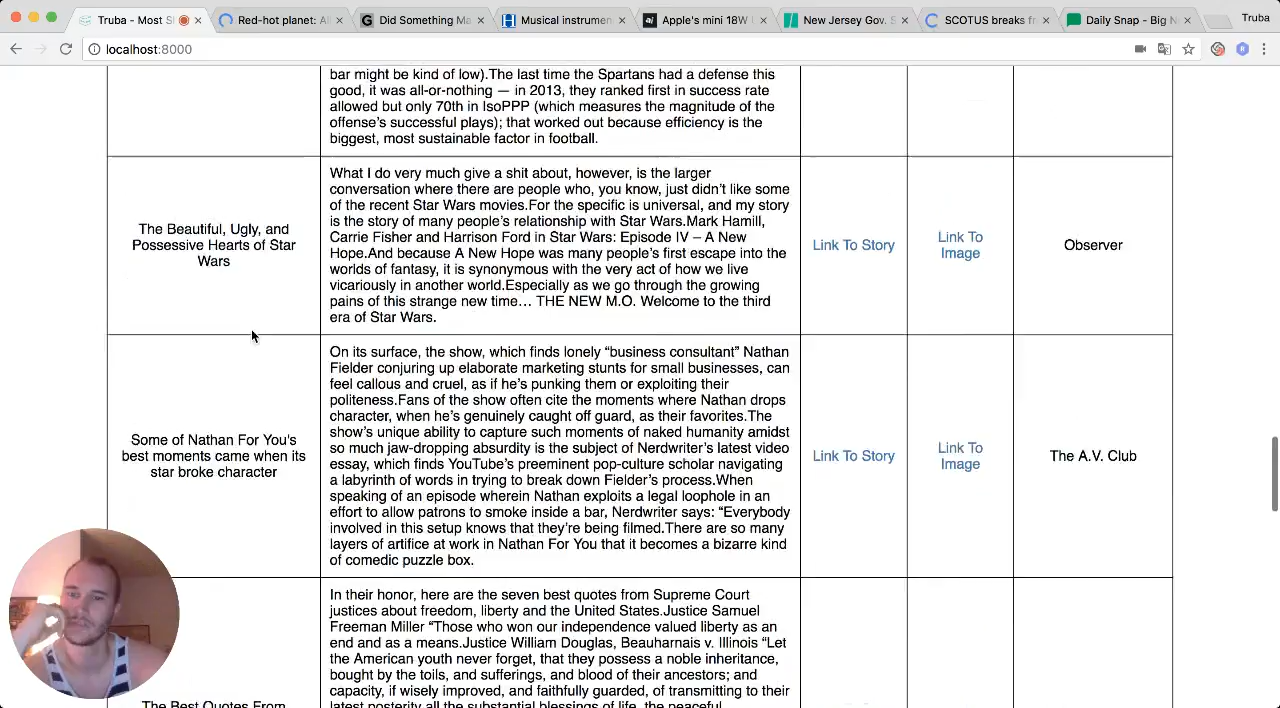 Truba - Most S
Red-hot planet: Al
Did Something Ma
Musical instrumen
Apple's mini 18W
New Jersey Gov. S
SCOTUS breaks fr
Daily Snap - Big N
Truba
localhost:8000
bar might be kind of low).The last time the Spartans had a defense this
good, it was all-or-nothing — in 2013, they ranked first in success rate
allowed but only 70th in IsoPPP (which measures the magnitude of the
offense’s successful plays); that worked out because efficiency is the
biggest, most sustainable factor in football.
The Beautiful, Ugly, and
Possessive Hearts of Star
Wars
What I do very much give a shit about, however, is the larger
conversation where there are people who, you know, just didn’t like some
of the recent Star Wars movies.For the specific is universal, and my story
is the story of many people’s relationship with Star Wars.Mark Hamill,
Carrie Fisher and Harrison Ford in Star Wars: Episode IV – A New
Hope.And because A New Hope was many people’s first escape into the
worlds of fantasy, it is synonymous with the very act of how we live
vicariously in another world.Especially as we go through the growing
pains of this strange new time… THE NEW M.O. Welcome to the third
era of Star Wars.
Link To Story
Link To
Image
Observer
Some of Nathan For You's
best moments came when its
star broke character
On its surface, the show, which finds lonely “business consultant” Nathan
Fielder conjuring up elaborate marketing stunts for small businesses, can
feel callous and cruel, as if he’s punking them or exploiting their
politeness.Fans of the show often cite the moments where Nathan drops
character, when he’s genuinely caught off guard, as their favorites.The
show’s unique ability to capture such moments of naked humanity amidst
so much jaw-dropping absurdity is the subject of Nerdwriter’s latest video
essay, which finds YouTube’s preeminent pop-culture scholar navigating
a labyrinth of words in trying to break down Fielder’s process.When
speaking of an episode wherein Nathan exploits a legal loophole in an
effort to allow patrons to smoke inside a bar, Nerdwriter says: “Everybody
involved in this setup knows that they’re being filmed.There are so many
layers of artifice at work in Nathan For You that it becomes a bizarre kind
of comedic puzzle box.
Link To Story
Link To
Image
The A.V. Club
The Best Quotes From
In their honor, here are the seven best quotes from Supreme Court
justices about freedom, liberty and the United States.Justice Samuel
Freeman Miller “Those who won our independence valued liberty as an
end and as a means.Justice William Douglas, Beauharnais v. Illinois “Let
the American youth never forget, that they possess a noble inheritance,
bought by the toils, and sufferings, and blood of their ancestors; and
capacity, if wisely improved, and faithfully guarded, of transmitting to their
latest posterity all the substantial blessings of life, the peaceful